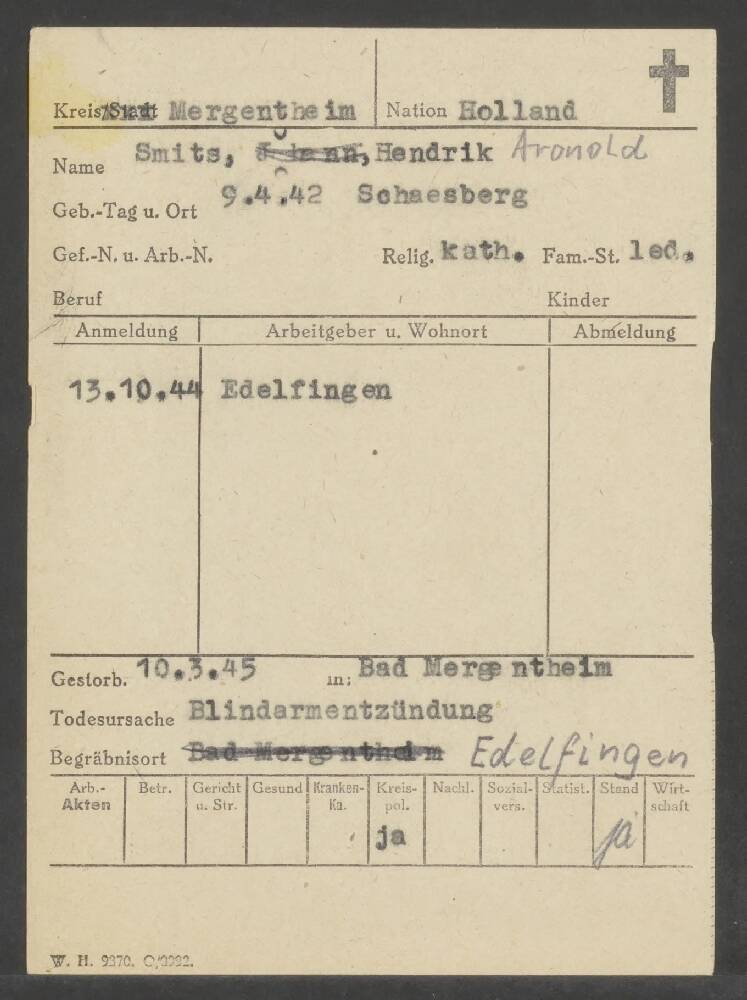 Kreis/Stadt Mergentheim Nation Holland
Name Smits, Johann, Hendrik Aronold
Geb.-Tag u. Ort 9.4.42 Schaesberg
Gef.-N. u. Arb.-N. Relig. kath. Fam.-St. led.
Beruf Kinder
Anmeldung Arbeitgeber u. Wohnort Abmeldung
13.10.44 Edelfingen
Gestorb. 10.3.45 in: Bad Mergentheim
Todesursache Blindarmentzündung
Begräbnisort Bad Mergentheim Edelfingen
Arb.- Betr. Gericht Gesund Kranken- Kreis- Nachl. Sozial- Statist. Stand Wirt-
Akten u. Str. Ka. pol. vers. schaft
ja ja
W. H. 9370.